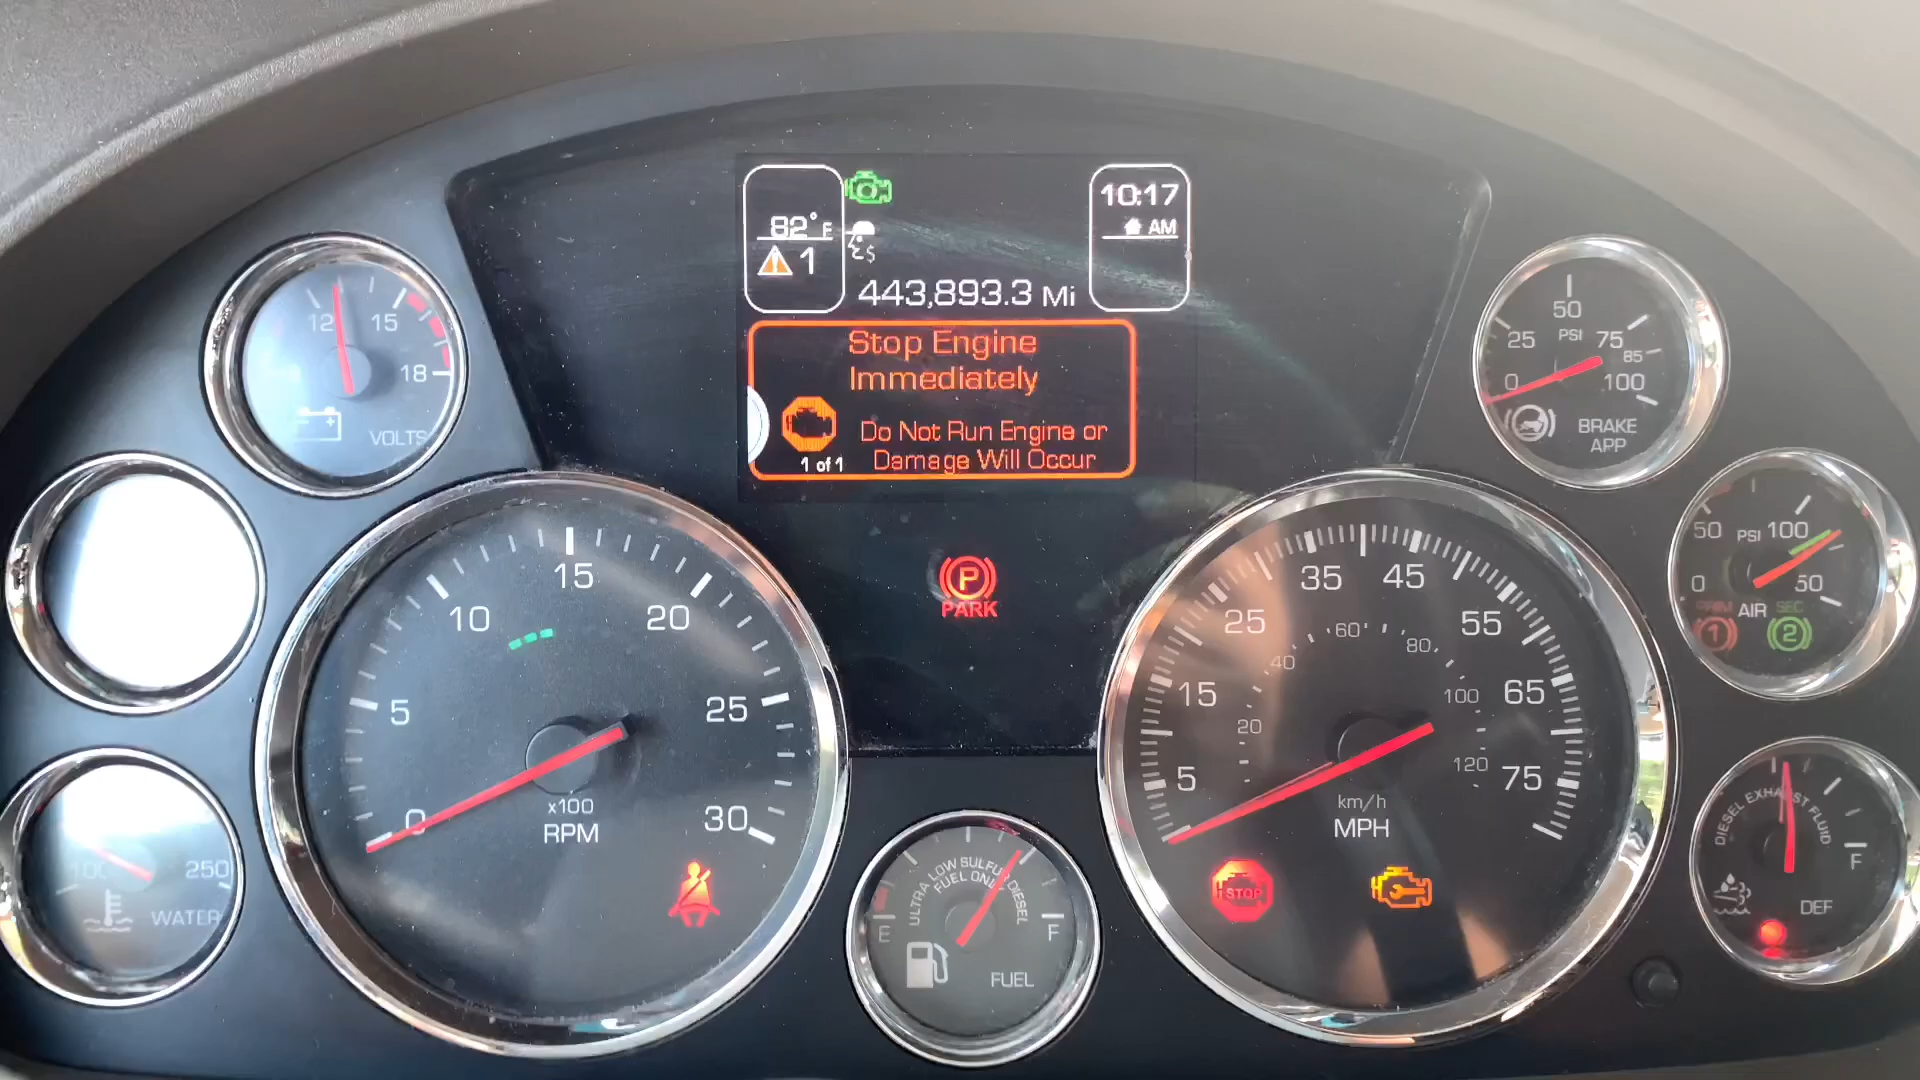 82°F
1
10:17
AM
443,893.3 Mi
Stop Engine
Immediately
Do Not Run Engine or
Damage Will Occur
1 of 1
12
15
18
VOLTS
0
25
50
PSI
75
85
100
BRAKE
APP
0
5
10
15
20
25
30
x100
RPM
P
PARK
5
15
25
35
45
55
65
75
20
40
60
80
100
120
km/h
MPH
STOP
0
50
PSI
100
50
PRIM
AIR
SEC
1
2
100
250
WATER
ULTRA LOW SULFUR DIESEL
FUEL ONLY
E
F
FUEL
DIESEL EXHAUST FLUID
F
DEF